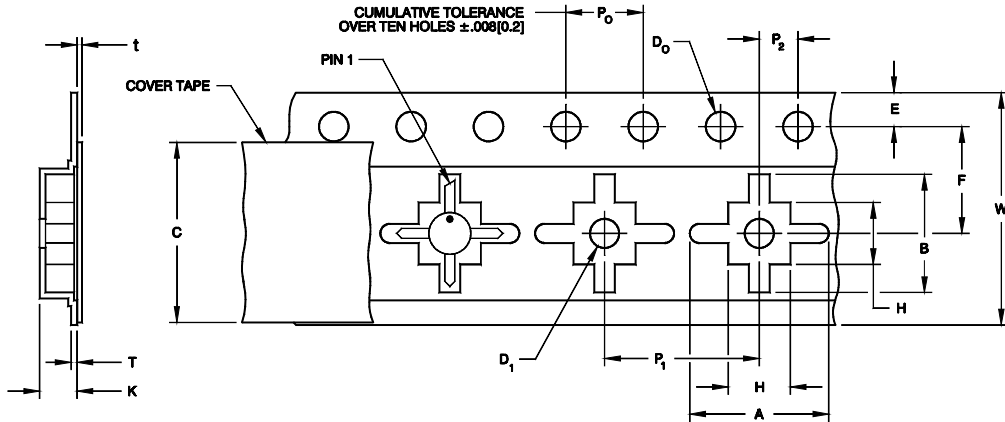 CUMULATIVE TOLERANCE
OVER TEN HOLES ±.008[0.2]
P0
D0
P2
t
PIN 1
COVER TAPE
E
F
W
C
B
H
T
K
D1
P1
H
A